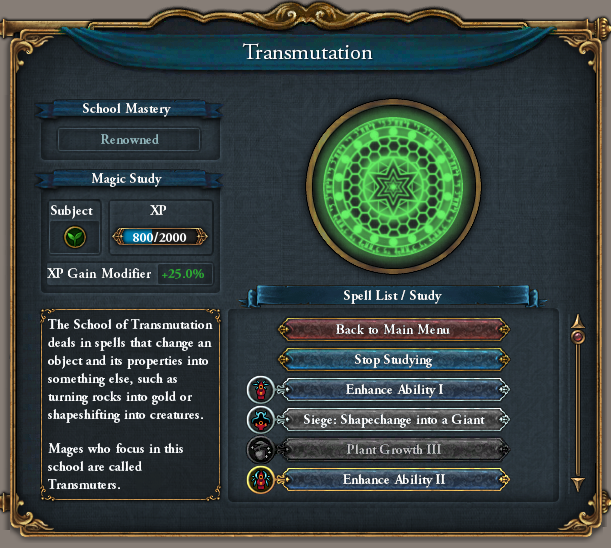 Transmutation
School Mastery
Renowned
Magic Study
Subject
XP
800/2000
XP Gain Modifier +25.0%
The School of Transmutation
deals in spells that change an
object and its properties into
something else, such as
turning rocks into gold or
shapeshifting into creatures.
Mages who focus in this
school are called
Transmuters.
Spell List / Study
Back to Main Menu
Stop Studying
Enhance Ability I
Siege: Shapechange into a Giant
Plant Growth III
Enhance Ability II